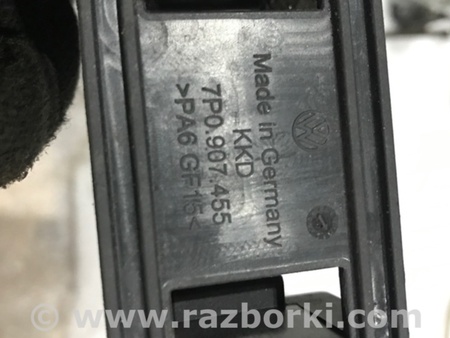 Made in Germany
KKD
7P0.907.455
>PA6 GF15<
© www.razborki.com